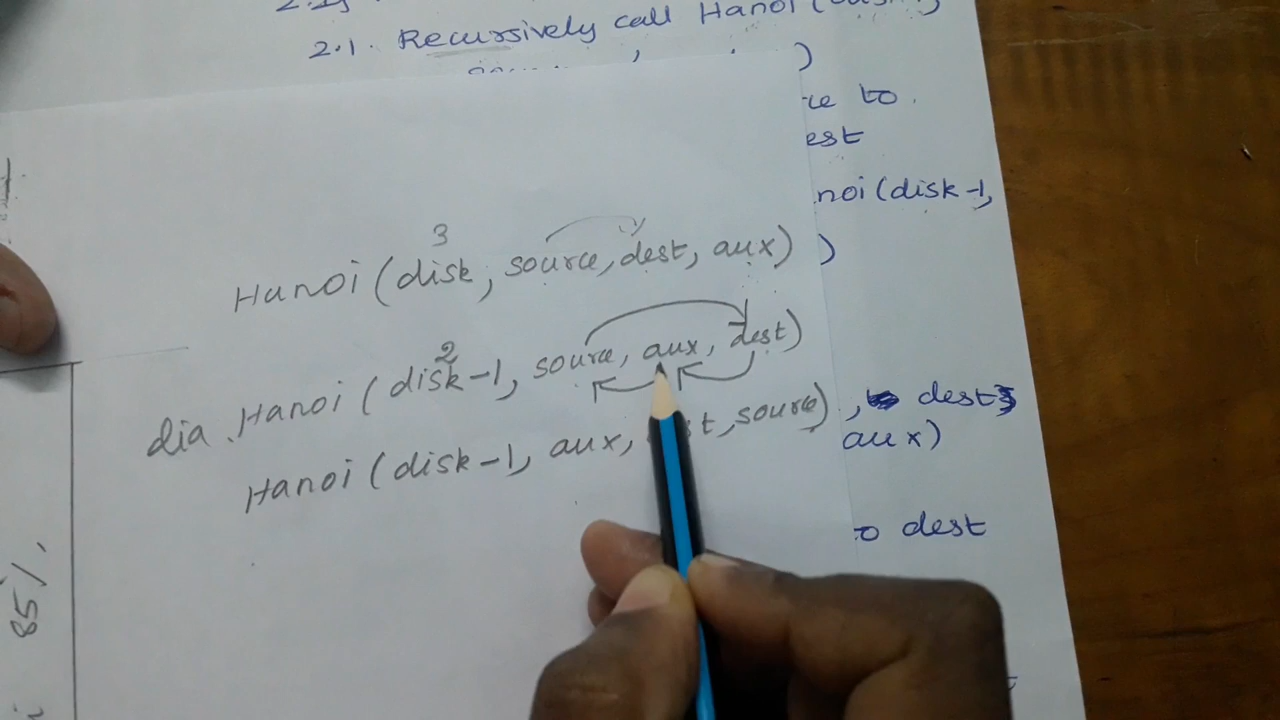 2.1. Recursively call Hanoi(
)
ce to.
est
noi(disk-1,
3
Hanoi(disk, source, dest, aux) )
2
dia. Hanoi(disk-1, source, aux, dest)
Hanoi(disk-1, aux, source) , dest
aux)
o dest
85%